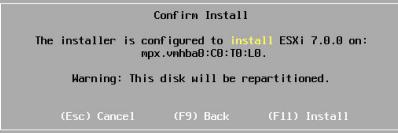 Confirm Install
The installer is configured to install ESXi 7.0.0 on:
mpx.vmhba0:C0:T0:L0.
Warning: This disk will be repartitioned.
(Esc) Cancel (F9) Back (F11) Install